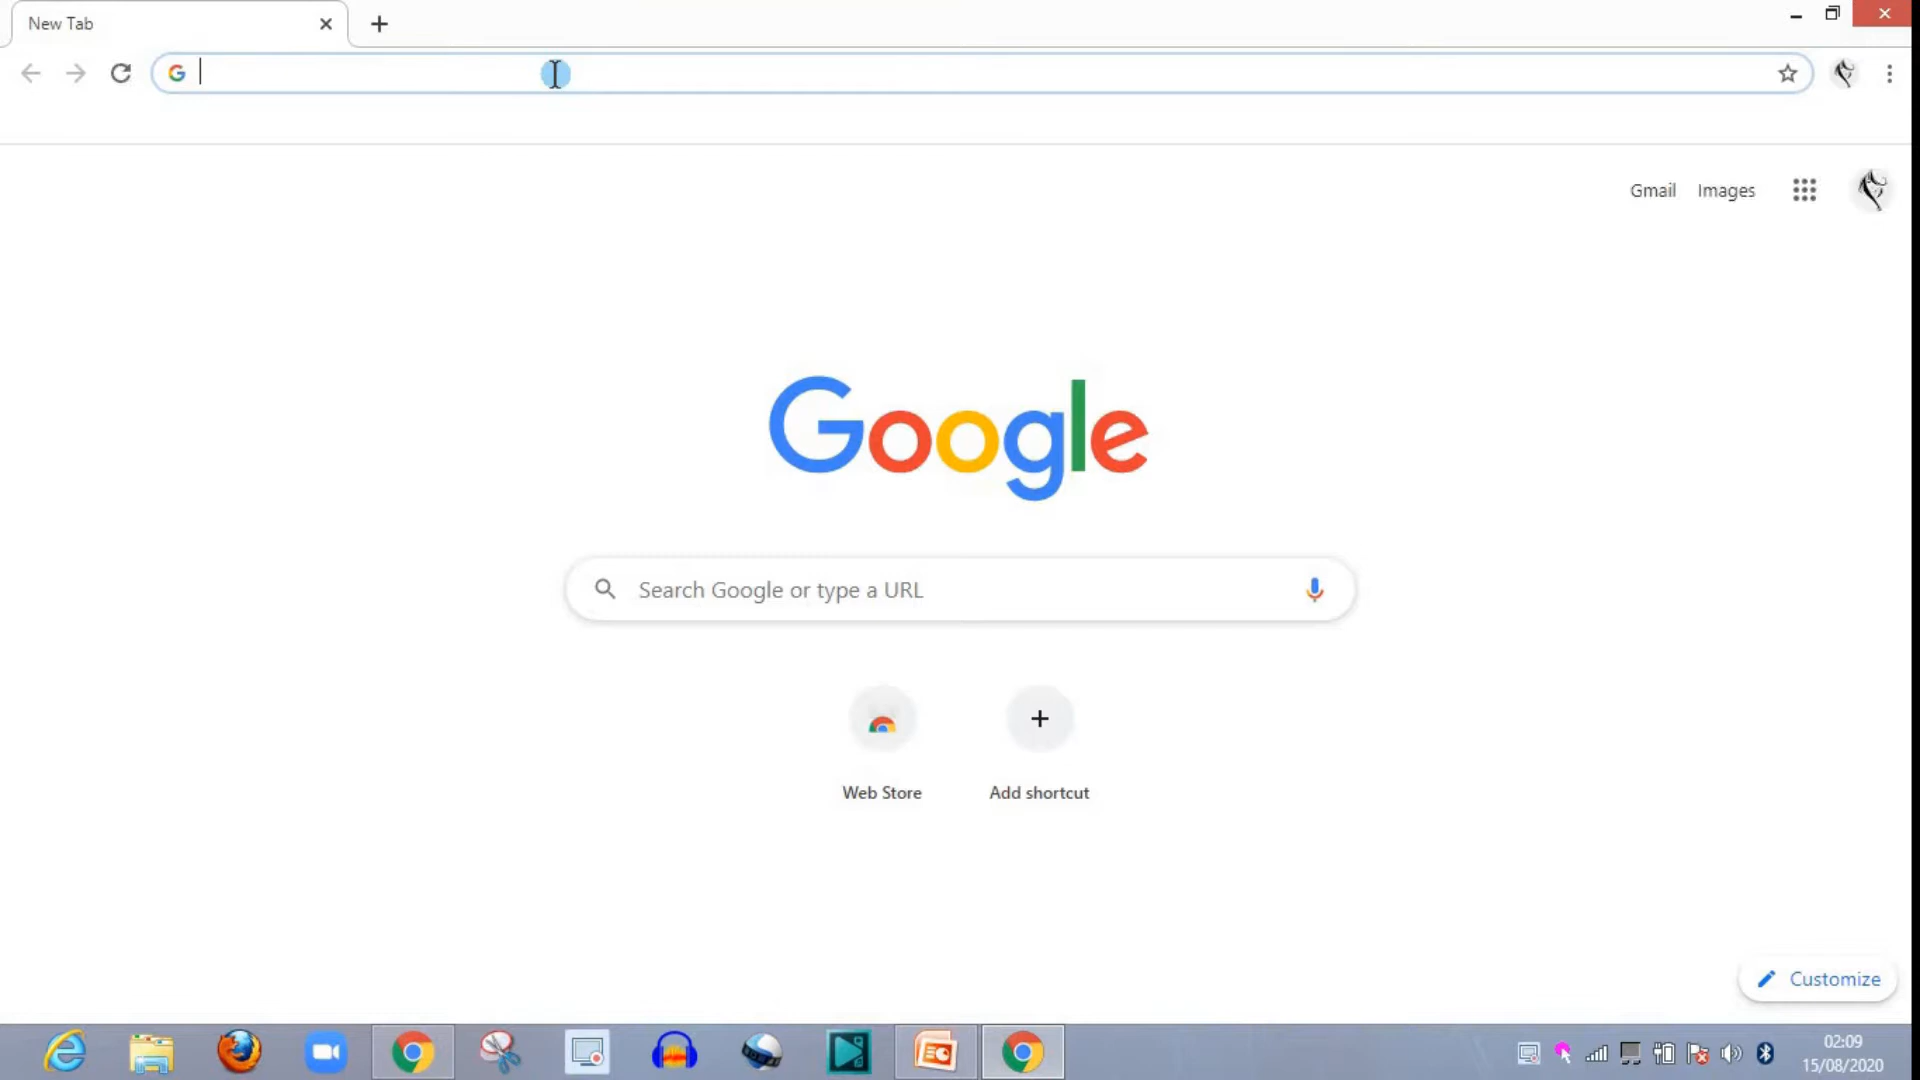 New Tab
Gmail Images
Google
Search Google or type a URL
Web Store
Add shortcut
Customize
02:09
15/08/2020